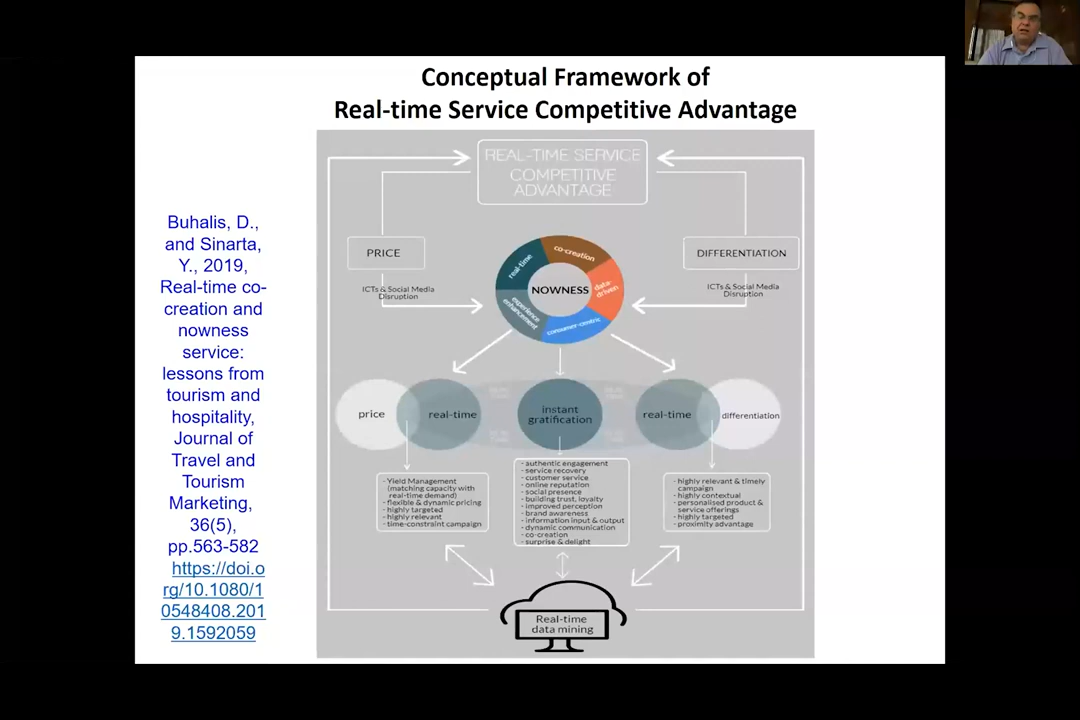 Conceptual Framework of
Real-time Service Competitive Advantage
Buhalis, D.,
and Sinarta,
Y., 2019,
Real-time co-
creation and
nowness
service:
lessons from
tourism and
hospitality,
Journal of
Travel and
Tourism
Marketing,
36(5),
pp.563-582
https://doi.o
rg/10.1080/1
0548408.201
9.1592059
REAL-TIME SERVICE
COMPETITIVE
ADVANTAGE
PRICE
ICTs & Social Media
Disruption
DIFFERENTIATION
ICTs & Social Media
Disruption
NOWNESS
real-time
co-creation
data-
driven
consumer-centric
experience
enhancement
price
real-time
instant
gratification
real-time
differentiation
- Yield Management
(matching capacity with
real-time demand)
- flexible & dynamic pricing
- highly targeted
- highly relevant
- time-constraint campaign
- authentic engagement
- service recovery
- customer service
- online reputation
- social presence
- building trust, loyalty
- improved perception
- brand awareness
- information input & output
- dynamic communication
- co-creation
- surprise & delight
- highly relevant & timely
campaign
- highly contextual
- personalised product &
service offerings
- highly targeted
- proximity advantage
Real-time
data mining